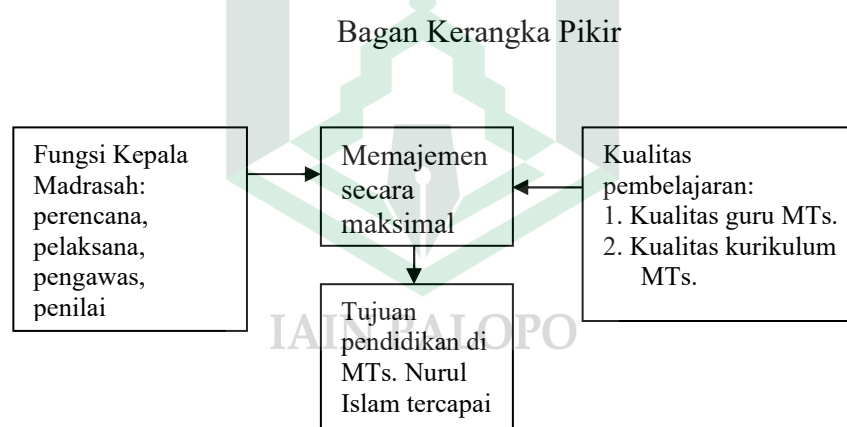 Bagan Kerangka Pikir
Fungsi Kepala
Madrasah:
perencana,
pelaksana,
pengawas,
penilai
Memajemen
secara
maksimal
Kualitas
pembelajaran:
1. Kualitas guru MTs.
2. Kualitas kurikulum
MTs.
Tujuan
pendidikan di
MTs. Nurul
Islam tercapai
IAIN PALOPO